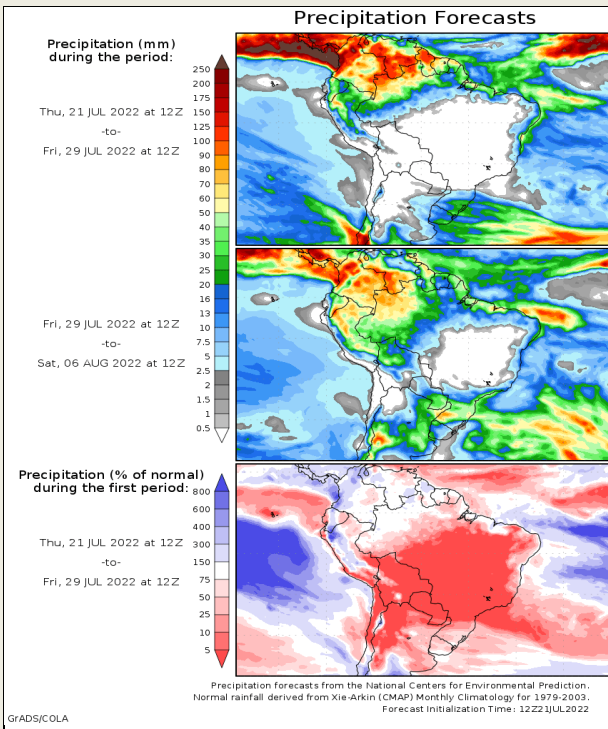 Precipitation Forecasts
Precipitation (mm)
during the period:
Thu, 21 JUL 2022 at 12Z
-to-
Fri, 29 JUL 2022 at 12Z
250
200
175
150
125
100
90
80
70
60
50
40
35
30
25
20
16
13
10
7.5
5
2.5
2
1.5
1
0.5
Fri, 29 JUL 2022 at 12Z
-to-
Sat, 06 AUG 2022 at 12Z
Precipitation (% of normal)
during the first period:
Thu, 21 JUL 2022 at 12Z
-to-
Fri, 29 JUL 2022 at 12Z
800
600
400
300
150
75
50
25
10
5
Precipitation forecasts from the National Centers for Environmental Prediction.
Normal rainfall derived from Xie-Arkin (CMAP) Monthly Climatology for 1979-2003.
Forecast Initialization Time: 12Z21JUL2022
GrADS/COLA